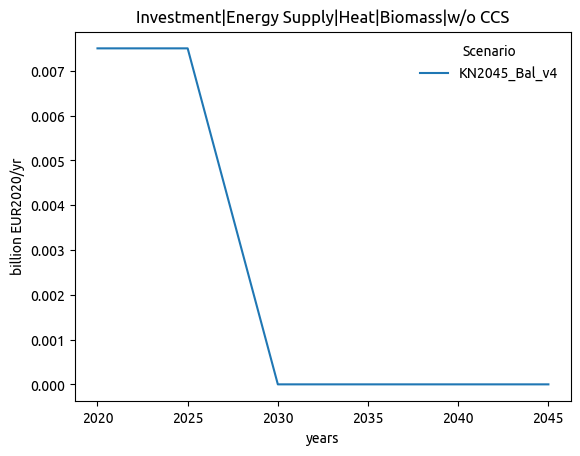 Investment|Energy Supply|Heat|Biomass|w/o CCS
Scenario
KN2045_Bal_v4
billion EUR2020/yr
0.007
0.006
0.005
0.004
0.003
0.002
0.001
0.000
2020 2025 2030 2035 2040 2045
years